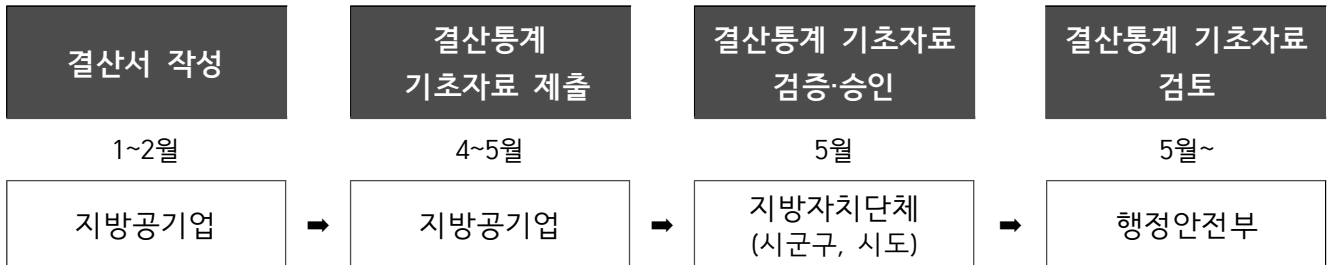 결산서 작성
결산통계
기초자료 제출
결산통계 기초자료
검증·승인
결산통계 기초자료
검토
1~2월
4~5월
5월
5월~
지방공기업
➡
지방공기업
➡
지방자치단체
(시군구, 시도)
➡
행정안전부